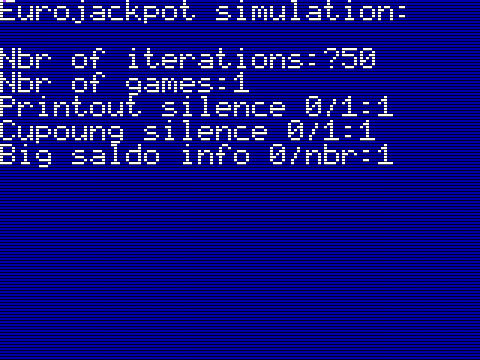 Eurojackpot simulation:
Nbr of iterations:?50
Nbr of games:1
Printout silence 0/1:1
Cupoung silence 0/1:1
Big saldo info 0/nbr:1